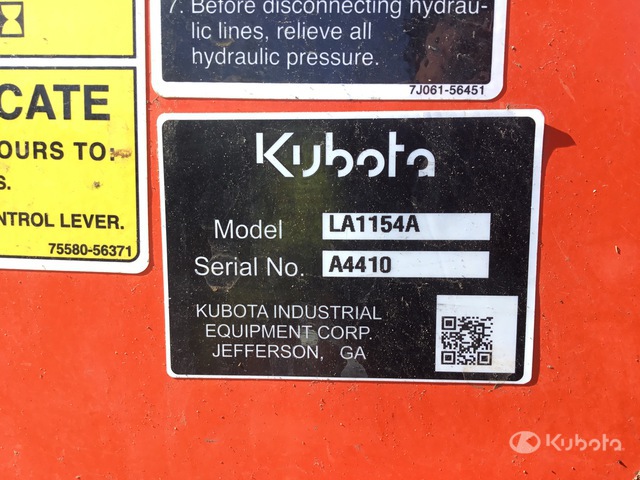 7. Before disconnecting hydrau-
lic lines, relieve all
hydraulic pressure.
7J061-56451
CATE
OURS TO:
S.
NTROL LEVER.
75580-56371
Kubota
Model LA1154A
Serial No. A4410
KUBOTA INDUSTRIAL
EQUIPMENT CORP.
JEFFERSON, GA
Kubota